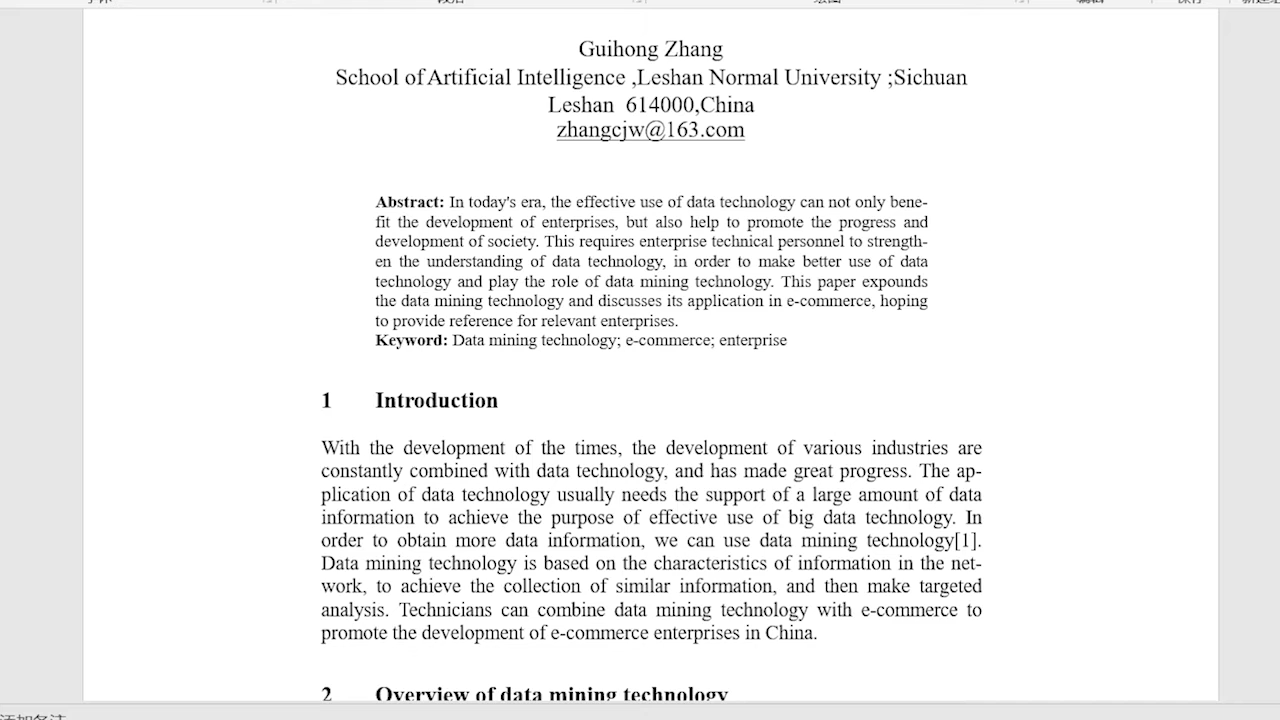 Guihong Zhang
School of Artificial Intelligence ,Leshan Normal University ;Sichuan
Leshan 614000,China
zhangcjw@163.com
Abstract: In today's era, the effective use of data technology can not only bene-
fit the development of enterprises, but also help to promote the progress and
development of society. This requires enterprise technical personnel to strength-
en the understanding of data technology, in order to make better use of data
technology and play the role of data mining technology. This paper expounds
the data mining technology and discusses its application in e-commerce, hoping
to provide reference for relevant enterprises.
Keyword: Data mining technology; e-commerce; enterprise
1 Introduction
With the development of the times, the development of various industries are
constantly combined with data technology, and has made great progress. The ap-
plication of data technology usually needs the support of a large amount of data
information to achieve the purpose of effective use of big data technology. In
order to obtain more data information, we can use data mining technology[1].
Data mining technology is based on the characteristics of information in the net-
work, to achieve the collection of similar information, and then make targeted
analysis. Technicians can combine data mining technology with e-commerce to
promote the development of e-commerce enterprises in China.
2 Overview of data mining technology